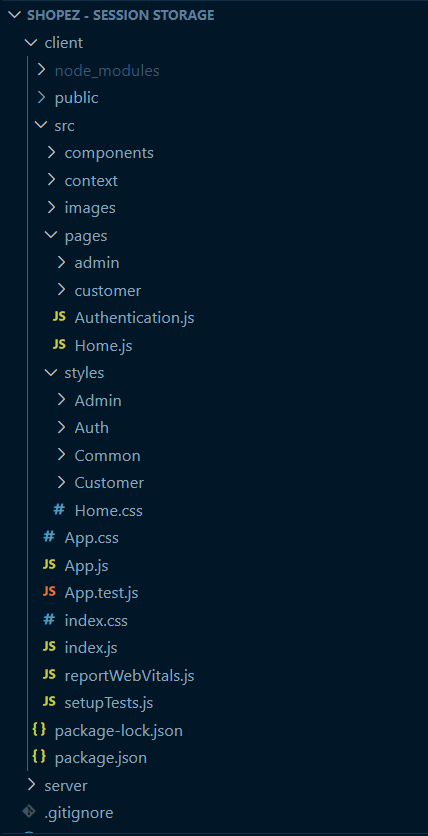 SHOPEZ - SESSION STORAGE
client
node_modules
public
src
components
context
images
pages
admin
customer
JS Authentication.js
JS Home.js
styles
Admin
Auth
Common
Customer
# Home.css
# App.css
JS App.js
JS App.test.js
# index.css
JS index.js
JS reportWebVitals.js
JS setupTests.js
{} package-lock.json
{} package.json
server
.gitignore